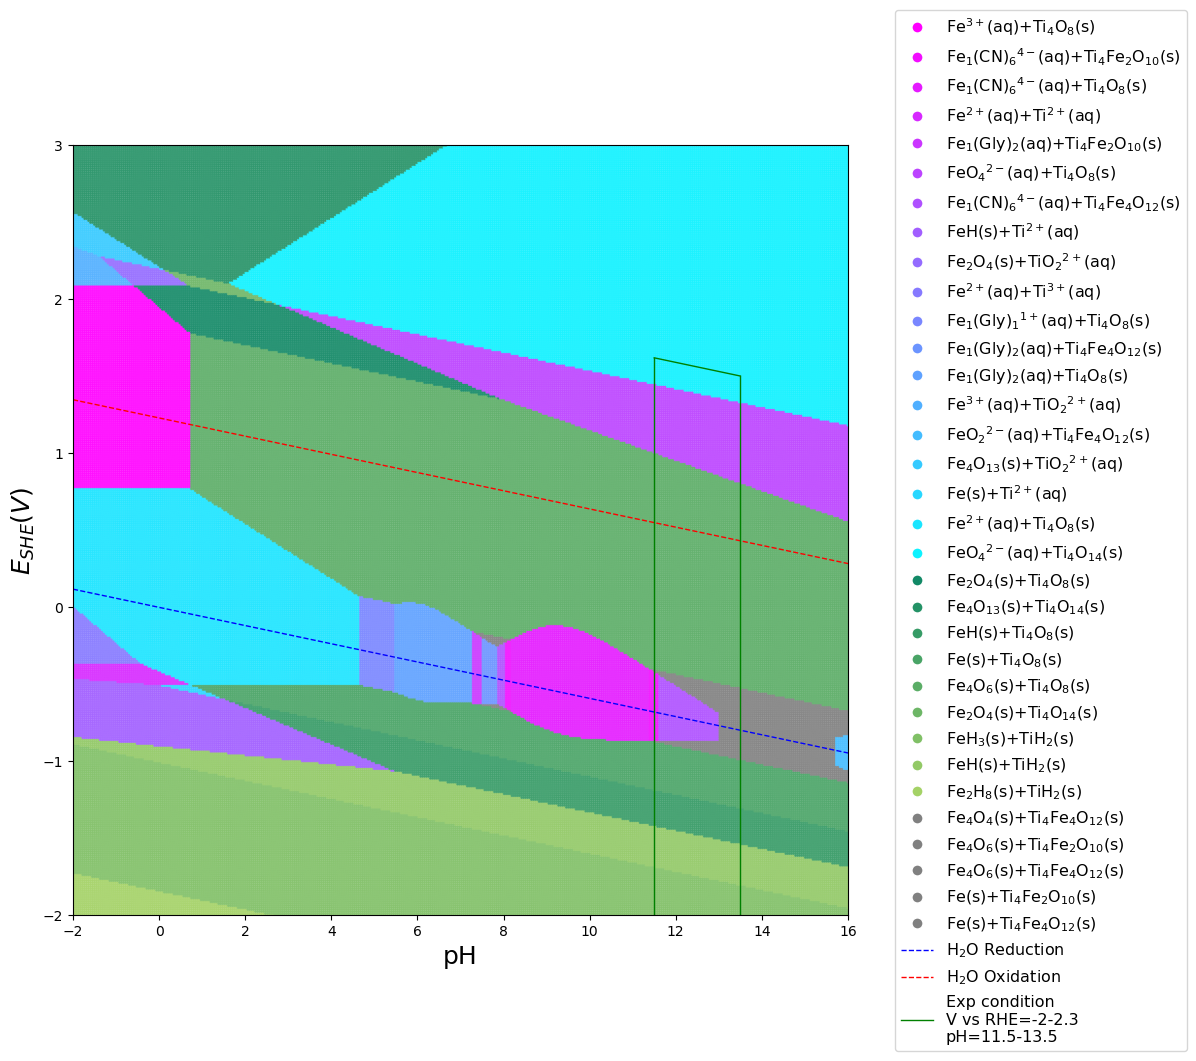 3
2
1
0
−1
−2
E_{SHE}(V)
−2 0 2 4 6 8 10 12 14 16
pH
Fe³⁺(aq)+Ti₄O₈(s)
Fe₁(CN)₆⁴⁻(aq)+Ti₄Fe₂O₁₀(s)
Fe₁(CN)₆⁴⁻(aq)+Ti₄O₈(s)
Fe²⁺(aq)+Ti²⁺(aq)
Fe₁(Gly)₂(aq)+Ti₄Fe₂O₁₀(s)
FeO₄²⁻(aq)+Ti₄O₈(s)
Fe₁(CN)₆⁴⁻(aq)+Ti₄Fe₄O₁₂(s)
FeH(s)+Ti²⁺(aq)
Fe₂O₄(s)+TiO₂²⁺(aq)
Fe²⁺(aq)+Ti³⁺(aq)
Fe₁(Gly)₁¹⁺(aq)+Ti₄O₈(s)
Fe₁(Gly)₂(aq)+Ti₄Fe₄O₁₂(s)
Fe₁(Gly)₂(aq)+Ti₄O₈(s)
Fe³⁺(aq)+TiO₂²⁺(aq)
FeO₂²⁻(aq)+Ti₄Fe₄O₁₂(s)
Fe₄O₁₃(s)+TiO₂²⁺(aq)
Fe(s)+Ti²⁺(aq)
Fe²⁺(aq)+Ti₄O₈(s)
FeO₄²⁻(aq)+Ti₄O₁₄(s)
Fe₂O₄(s)+Ti₄O₈(s)
Fe₄O₁₃(s)+Ti₄O₁₄(s)
FeH(s)+Ti₄O₈(s)
Fe(s)+Ti₄O₈(s)
Fe₄O₆(s)+Ti₄O₈(s)
Fe₂O₄(s)+Ti₄O₁₄(s)
FeH₃(s)+TiH₂(s)
FeH(s)+TiH₂(s)
Fe₂H₈(s)+TiH₂(s)
Fe₄O₄(s)+Ti₄Fe₄O₁₂(s)
Fe₄O₆(s)+Ti₄Fe₂O₁₀(s)
Fe₄O₆(s)+Ti₄Fe₄O₁₂(s)
Fe(s)+Ti₄Fe₂O₁₀(s)
Fe(s)+Ti₄Fe₄O₁₂(s)
H₂O Reduction
H₂O Oxidation
Exp condition
V vs RHE=-2-2.3
pH=11.5-13.5